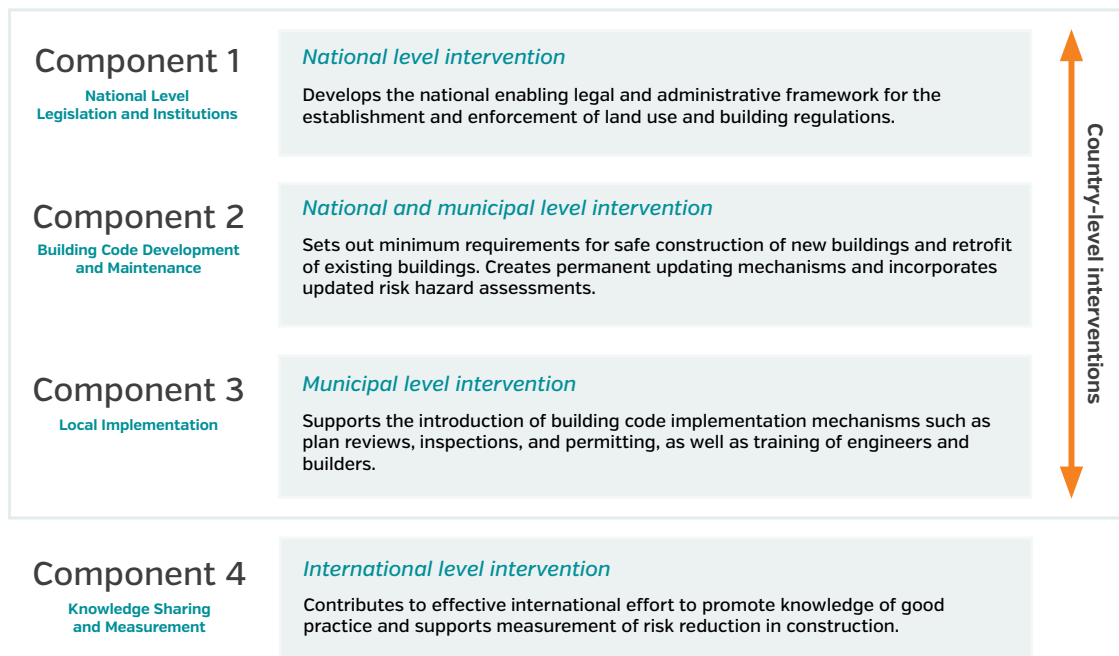 Component 1
National Level
Legislation and Institutions
National level intervention
Develops the national enabling legal and administrative framework for the
establishment and enforcement of land use and building regulations.
Component 2
Building Code Development
and Maintenance
National and municipal level intervention
Sets out minimum requirements for safe construction of new buildings and retrofit
of existing buildings. Creates permanent updating mechanisms and incorporates
updated risk hazard assessments.
Component 3
Local Implementation
Municipal level intervention
Supports the introduction of building code implementation mechanisms such as
plan reviews, inspections, and permitting, as well as training of engineers and
builders.
Country-level interventions
Component 4
Knowledge Sharing
and Measurement
International level intervention
Contributes to effective international effort to promote knowledge of good
practice and supports measurement of risk reduction in construction.